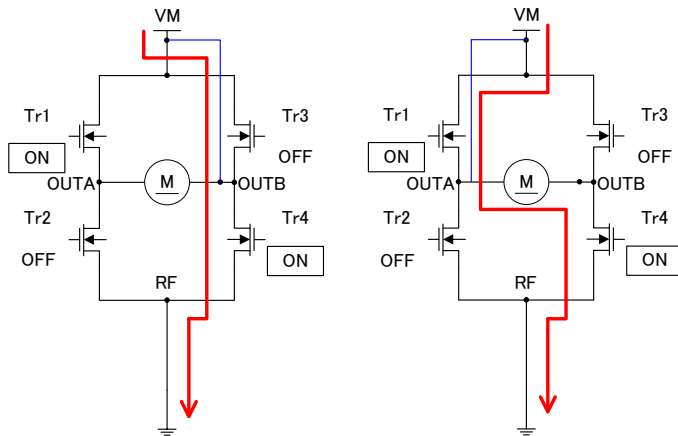 VM
Tr1
Tr3
ON
OFF
OUTA
M
OUTB
Tr2
Tr4
OFF
ON
RF
VM
Tr1
Tr3
ON
OFF
OUTA
M
OUTB
Tr2
Tr4
OFF
ON
RF